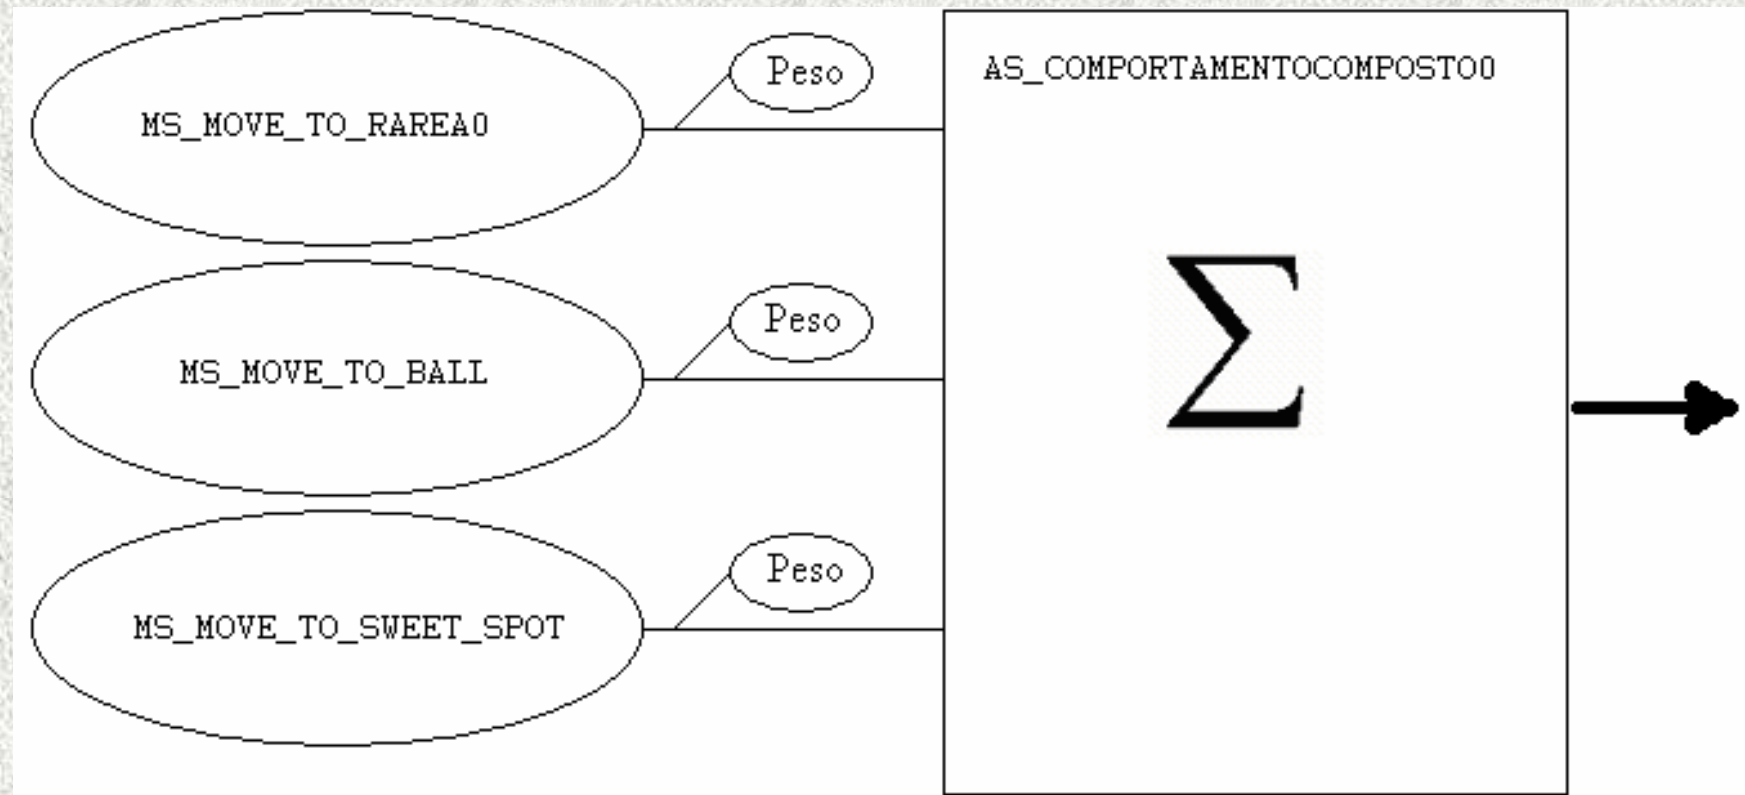 MS_MOVE_TO_RAREA0
Peso
AS_COMPORTAMENTOCOMPOSTO0
MS_MOVE_TO_BALL
Peso
Σ
MS_MOVE_TO_SWEET_SPOT
Peso